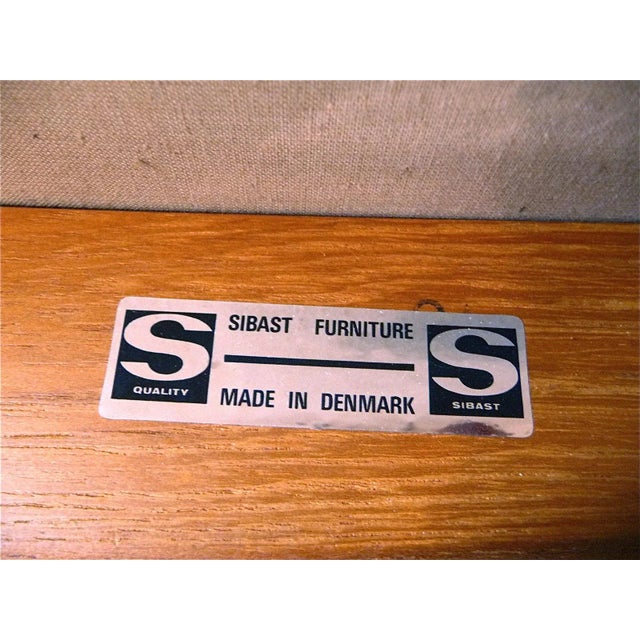 S
QUALITY
SIBAST FURNITURE
MADE IN DENMARK
S
SIBAST